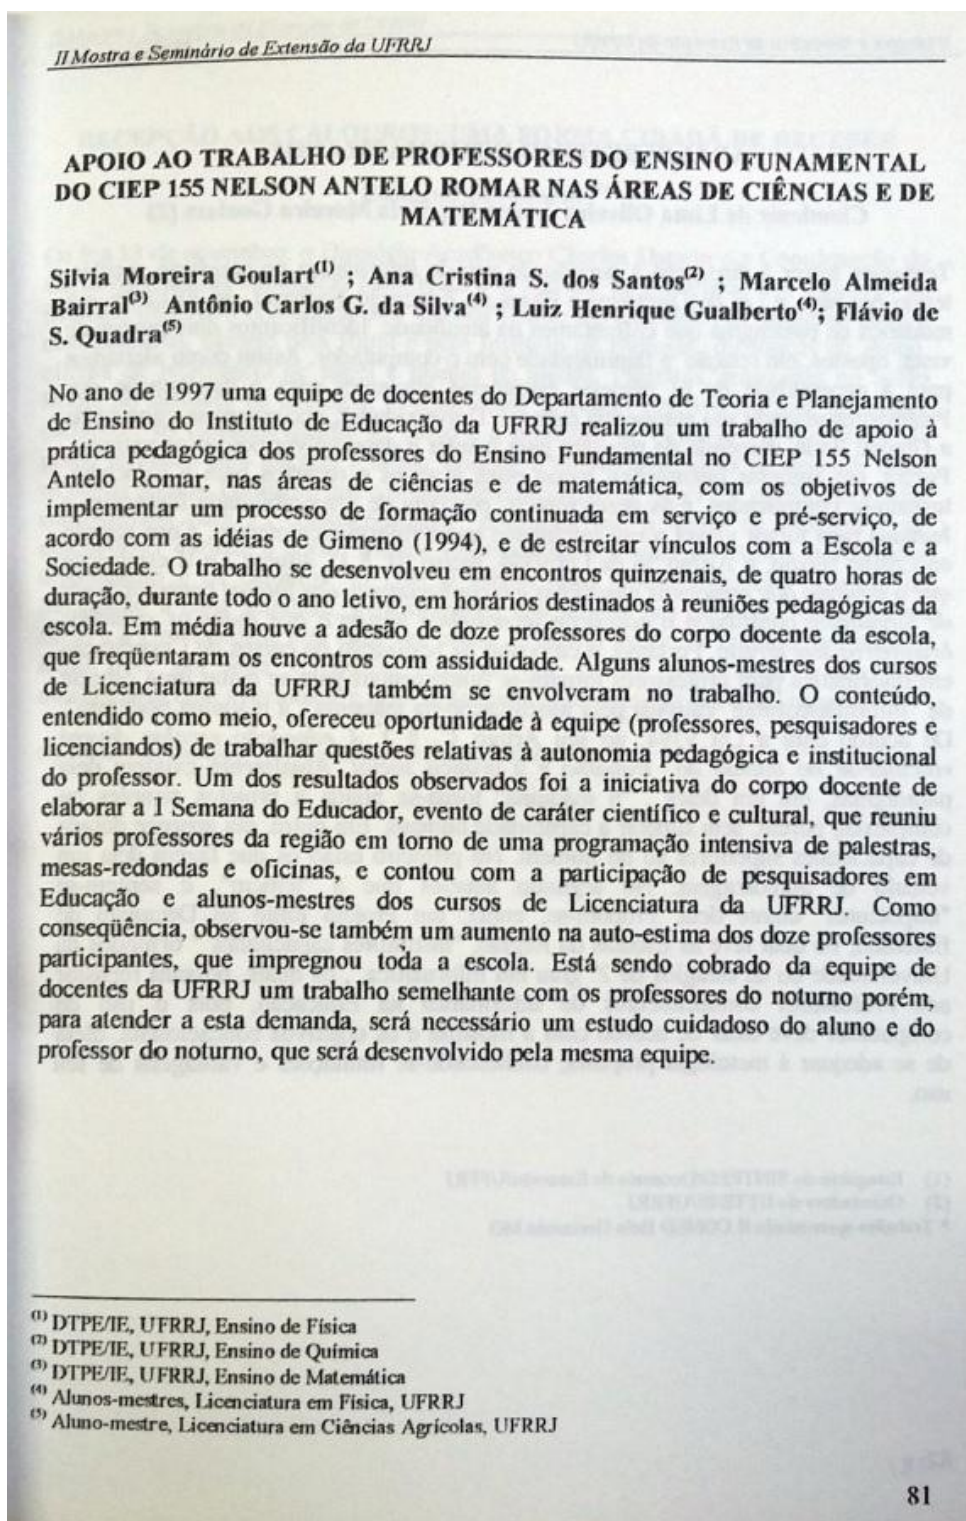 II Mostra e Seminário de Extensão da UFRRJ
APOIO AO TRABALHO DE PROFESSORES DO ENSINO FUNAMENTAL
DO CIEP 155 NELSON ANTELO ROMAR NAS ÁREAS DE CIÊNCIAS E DE
MATEMÁTICA
Silvia Moreira Goulart(1) ; Ana Cristina S. dos Santos(2) ; Marcelo Almeida
Bairral(3) Antônio Carlos G. da Silva(4) ; Luiz Henrique Gualberto(4); Flávio de
S. Quadra(5)
No ano de 1997 uma equipe de docentes do Departamento de Teoria e Planejamento
de Ensino do Instituto de Educação da UFRRJ realizou um trabalho de apoio à
prática pedagógica dos professores do Ensino Fundamental no CIEP 155 Nelson
Antelo Romar, nas áreas de ciências e de matemática, com os objetivos de
implementar um processo de formação continuada em serviço e pré-serviço, de
acordo com as idéias de Gimeno (1994), e de estreitar vínculos com a Escola e a
Sociedade. O trabalho se desenvolveu em encontros quinzenais, de quatro horas de
duração, durante todo o ano letivo, em horários destinados à reuniões pedagógicas da
escola. Em média houve a adesão de doze professores do corpo docente da escola,
que freqüentaram os encontros com assiduidade. Alguns alunos-mestres dos cursos
de Licenciatura da UFRRJ também se envolveram no trabalho. O conteúdo,
entendido como meio, ofereceu oportunidade à equipe (professores, pesquisadores e
licenciandos) de trabalhar questões relativas à autonomia pedagógica e institucional
do professor. Um dos resultados observados foi a iniciativa do corpo docente de
elaborar a I Semana do Educador, evento de caráter científico e cultural, que reuniu
vários professores da região em torno de uma programação intensiva de palestras,
mesas-redondas e oficinas, e contou com a participação de pesquisadores em
Educação e alunos-mestres dos cursos de Licenciatura da UFRRJ. Como
conseqüência, observou-se também um aumento na auto-estima dos doze professores
participantes, que impregnou toda a escola. Está sendo cobrado da equipe de
docentes da UFRRJ um trabalho semelhante com os professores do noturno porém,
para atender a esta demanda, será necessário um estudo cuidadoso do aluno e do
professor do noturno, que será desenvolvido pela mesma equipe.
(1) DTPE/IE, UFRRJ, Ensino de Física
(2) DTPE/IE, UFRRJ, Ensino de Química
(3) DTPE/IE, UFRRJ, Ensino de Matemática
(4) Alunos-mestres, Licenciatura em Física, UFRRJ
(5) Aluno-mestre, Licenciatura em Ciências Agrícolas, UFRRJ
81